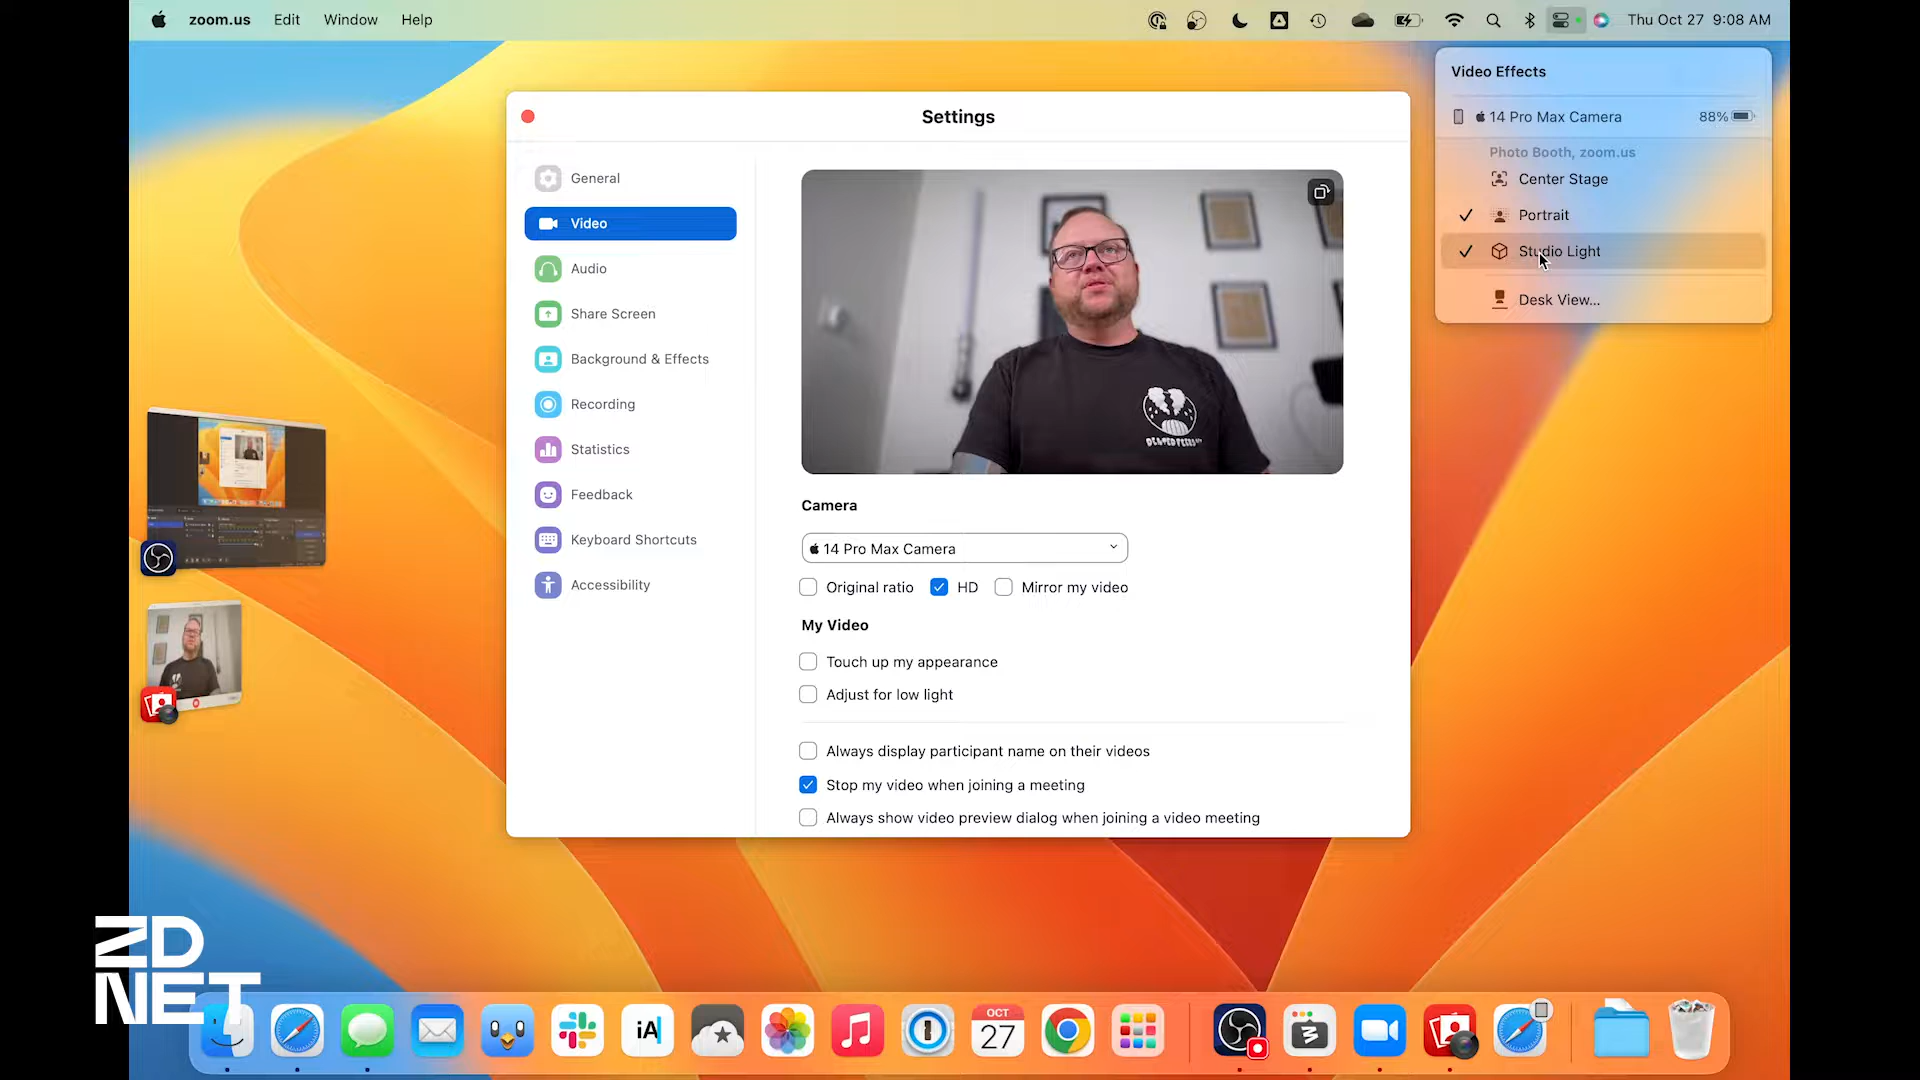 zoom.us Edit Window Help Thu Oct 27 9:08 AM
Video Effects
14 Pro Max Camera 88%
Photo Booth, zoom.us
Center Stage
Portrait
Studio Light
Desk View...
Settings
General
Video
Audio
Share Screen
Background & Effects
Recording
Statistics
Feedback
Keyboard Shortcuts
Accessibility
Camera
14 Pro Max Camera
Original ratio HD Mirror my video
My Video
Touch up my appearance
Adjust for low light
Always display participant name on their videos
Stop my video when joining a meeting
Always show video preview dialog when joining a video meeting
ZD
NET
iA
OCT
27